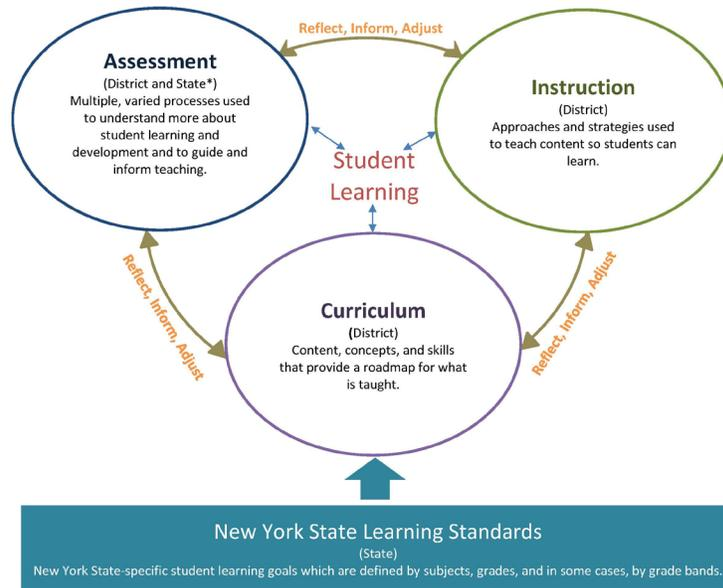 Reflect, Inform, Adjust
Assessment
(District and State*)
Multiple, varied processes used
to understand more about
student learning and
development and to guide and
inform teaching.
Instruction
(District)
Approaches and strategies used
to teach content so students can
learn.
Student
Learning
Reflect, Inform, Adjust
Reflect, Inform, Adjust
Curriculum
(District)
Content, concepts, and skills
that provide a roadmap for what
is taught.
New York State Learning Standards
(State)
New York State-specific student learning goals which are defined by subjects, grades, and in some cases, by grade bands.